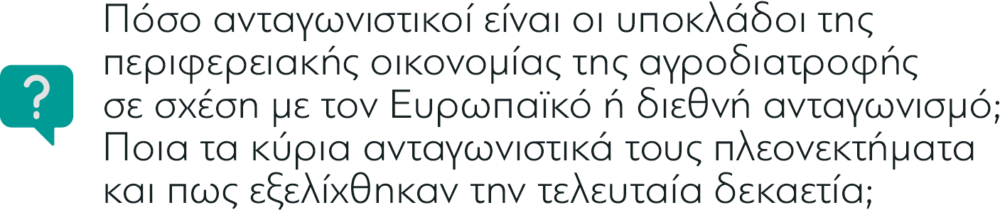 Πόσο ανταγωνιστικοί είναι οι υποκλάδοι της
περιφερειακής οικονομίας της αγροδιατροφής
σε σχέση με τον Ευρωπαϊκό ή διεθνή ανταγωνισμό;
Ποια τα κύρια ανταγωνιστικά τους πλεονεκτήματα
και πως εξελίχθηκαν την τελευταία δεκαετία;